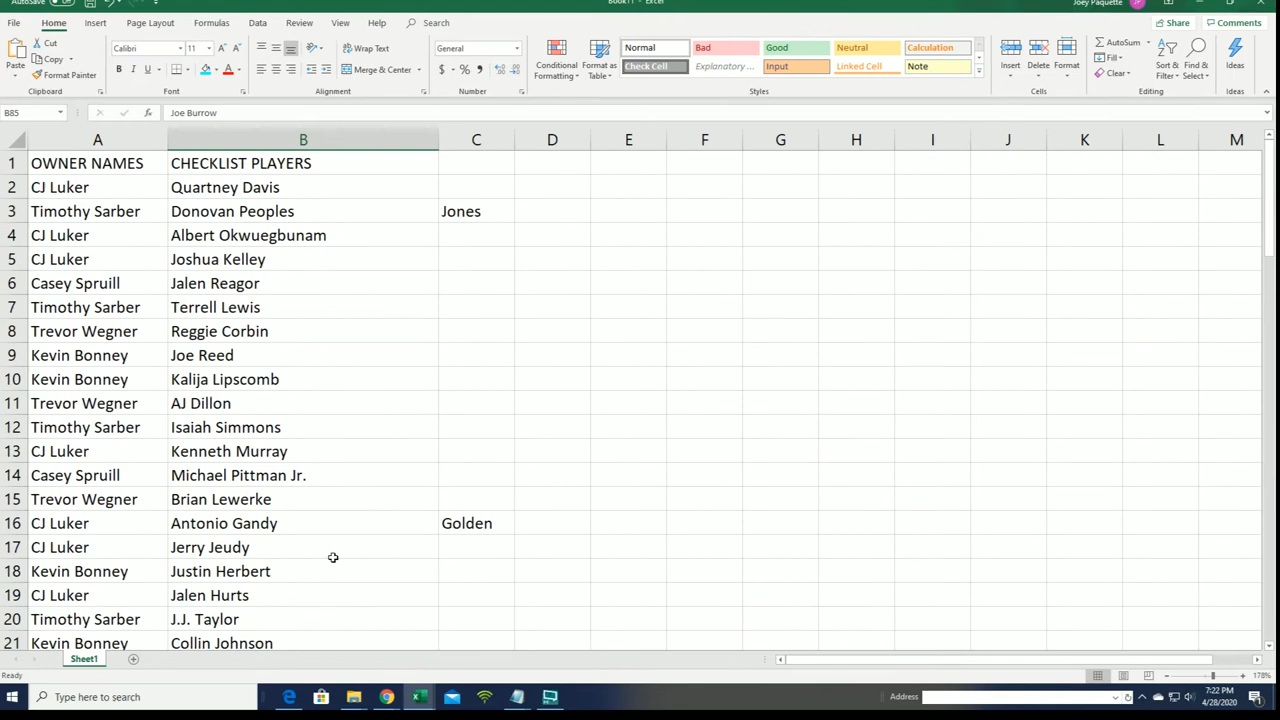 AutoSave Off Book11 - Excel Joey Paquette JP
File Home Insert Page Layout Formulas Data Review View Help Search Share Comments
Paste Cut Copy Format Painter Clipboard
Calibri 11 B I U A Font
Wrap Text Merge & Center Alignment
General $ % , Number
Conditional Formatting Format as Table
Normal Bad Good Neutral Calculation
Check Cell Explanatory ... Input Linked Cell Note
Styles
Insert Delete Format Cells
AutoSum Fill Clear Sort & Filter Find & Select Editing
Ideas Ideas
B85 fx Joe Burrow
A B C D E F G H I J K L M
1 OWNER NAMES CHECKLIST PLAYERS
2 CJ Luker Quartney Davis
3 Timothy Sarber Donovan Peoples Jones
4 CJ Luker Albert Okwuegbunam
5 CJ Luker Joshua Kelley
6 Casey Spruill Jalen Reagor
7 Timothy Sarber Terrell Lewis
8 Trevor Wegner Reggie Corbin
9 Kevin Bonney Joe Reed
10 Kevin Bonney Kalija Lipscomb
11 Trevor Wegner AJ Dillon
12 Timothy Sarber Isaiah Simmons
13 CJ Luker Kenneth Murray
14 Casey Spruill Michael Pittman Jr.
15 Trevor Wegner Brian Lewerke
16 CJ Luker Antonio Gandy Golden
17 CJ Luker Jerry Jeudy
18 Kevin Bonney Justin Herbert
19 CJ Luker Jalen Hurts
20 Timothy Sarber J.J. Taylor
21 Kevin Bonney Collin Johnson
Sheet1
Ready 178%
Type here to search Address 7:22 PM
4/28/2020